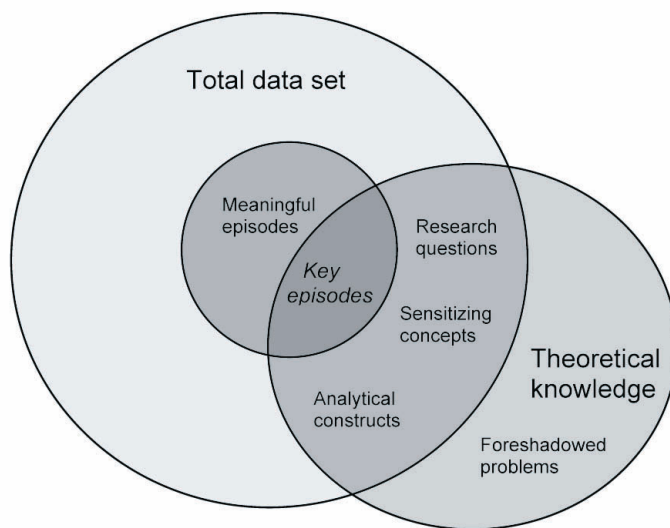 Total data set
Meaningful
episodes
Research
questions
Key
episodes
Sensitizing
concepts
Theoretical
knowledge
Analytical
constructs
Foreshadowed
problems